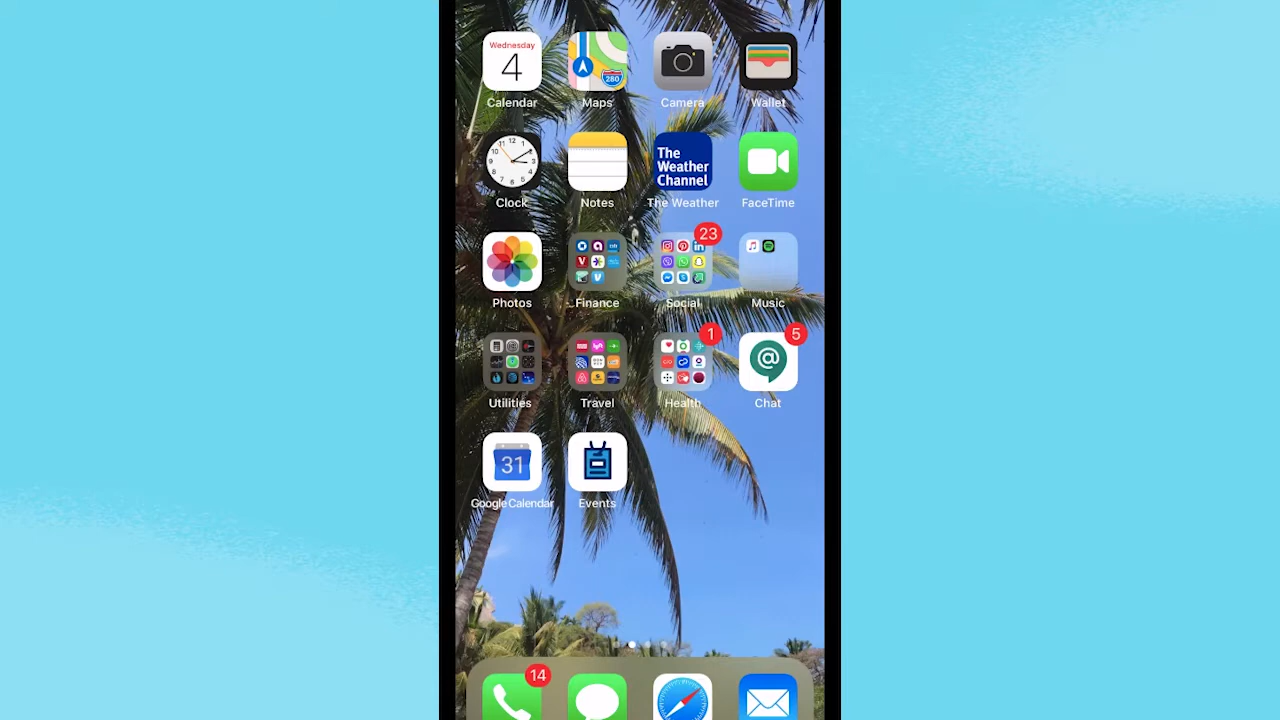 Wednesday
4
280
Calendar
Maps
Camera
Wallet
The
Weather
Channel
Clock
Notes
The Weather
FaceTime
23
Photos
Finance
Social
Music
1
5
@
Utilities
Travel
Health
Chat
31
Google Calendar
Events
14